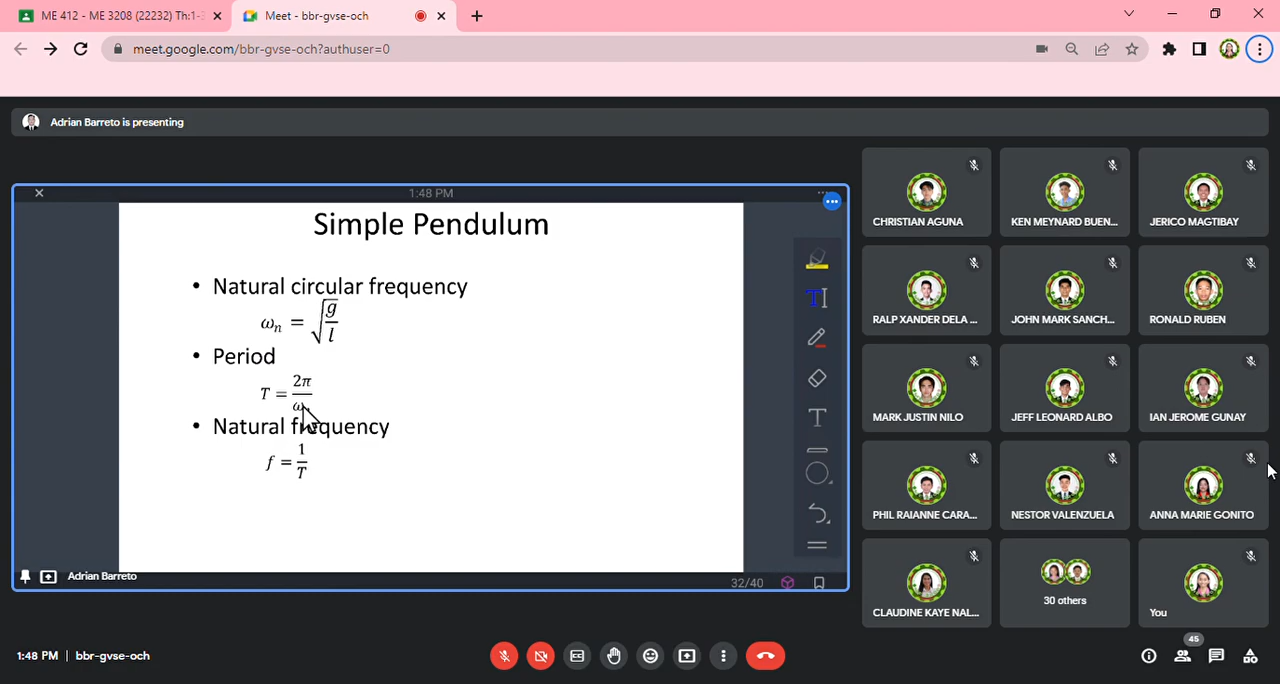 ME 412 - ME 3208 (22232) Th:1-3
Meet - bbr-gvse-och
meet.google.com/bbr-gvse-och?authuser=0
Adrian Barreto is presenting
1:48 PM
Simple Pendulum
• Natural circular frequency
ωₙ = √(g/l)
• Period
T = 2π/ω
• Natural frequency
f = 1/T
Adrian Barreto
32/40
CHRISTIAN AGUNA
KEN MEYNARD BUEN...
JERICO MAGTIBAY
RALP XANDER DELA ...
JOHN MARK SANCH...
RONALD RUBEN
MARK JUSTIN NILO
JEFF LEONARD ALBO
IAN JEROME GUNAY
PHIL RAIANNE CARA...
NESTOR VALENZUELA
ANNA MARIE GONITO
CLAUDINE KAYE NAL...
30 others
You
1:48 PM | bbr-gvse-och
45